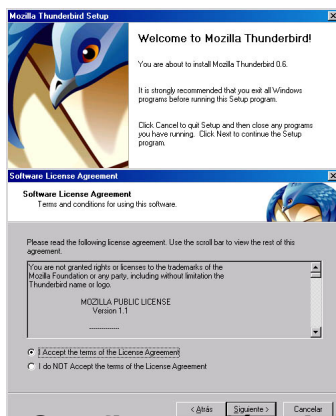 Mozilla Thunderbird Setup
Welcome to Mozilla Thunderbird!
You are about to install Mozilla Thunderbird 0.6.
It is strongly recommended that you exit all Windows
programs before running this Setup program.
Click Cancel to quit Setup and then close any programs
you have running. Click Next to continue the Setup
program.
Software License Agreement
Software License Agreement
Terms and conditions for using this software.
Please read the following license agreement. Use the scroll bar to view the rest of this
agreement.
You are not granted rights or licenses to the trademarks of the
Mozilla Foundation or any party, including without limitation the
Thunderbird name or logo.
MOZILLA PUBLIC LICENSE
Version 1.1
---------------
I Accept the terms of the License Agreement
I do NOT Accept the terms of the License Agreement
< Atrás Siguiente > Cancelar